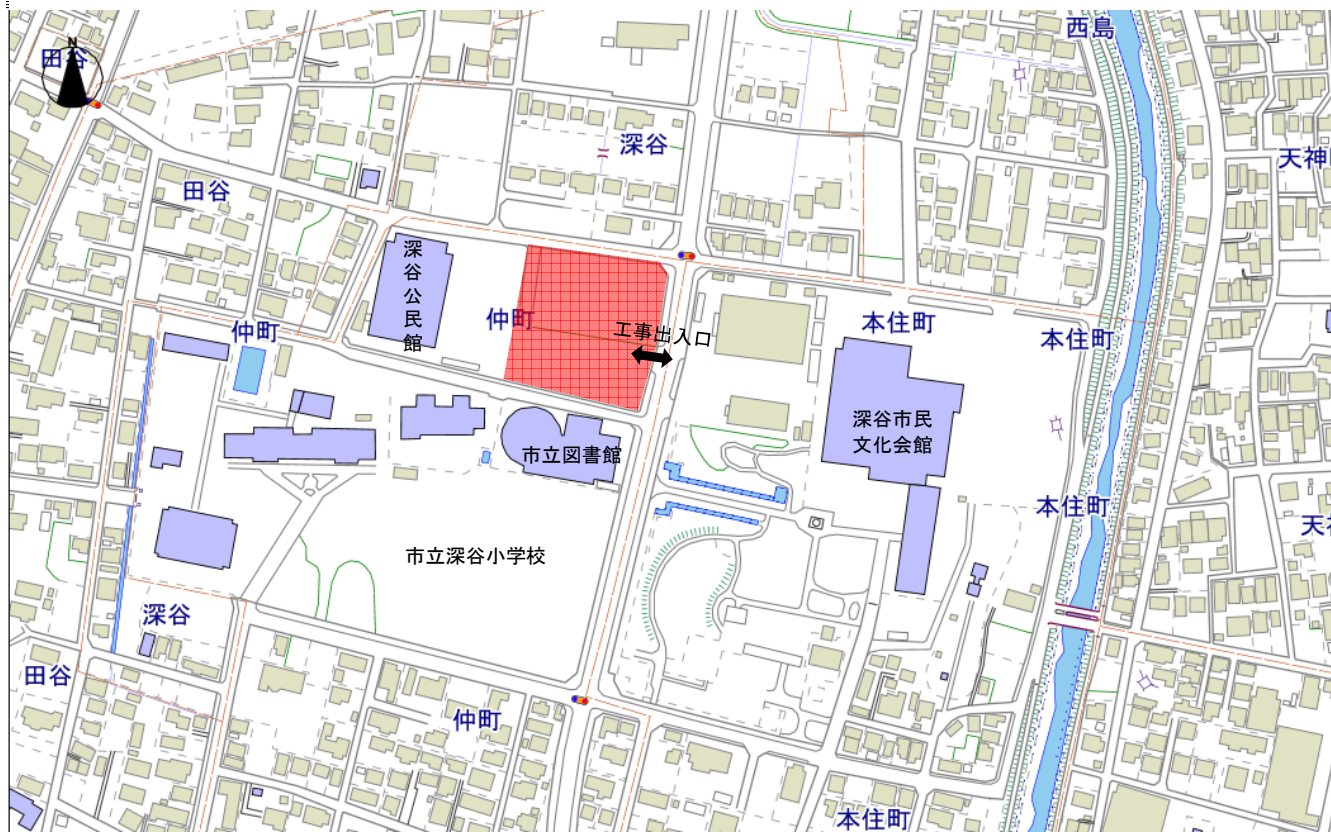 西島
N
田谷
深谷
天神
田谷
深谷公民館
仲町
工事出入口
本住町
仲町
本住町
深谷市民
文化会館
市立図書館
本住町
天神
市立深谷小学校
深谷
田谷
仲町
本住町